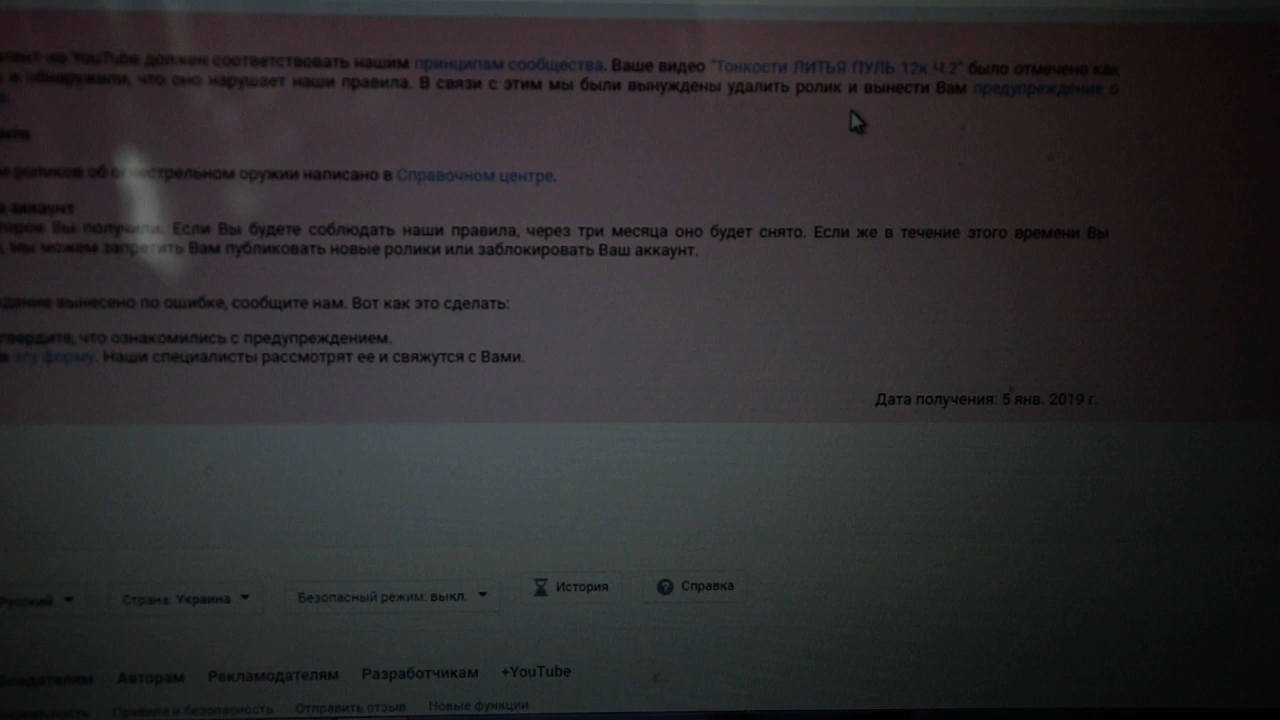 на YouTube должен соответствовать нашим принципам сообщества. Ваше видео "Тонкости ЛИТЬЯ ПУЛЬ 12к Ч.2" было отмечено как
обнаружили, что оно нарушает наши правила. В связи с этим мы были вынуждены удалить ролик и вынести Вам предупреждение о
роликов об огнестрельном оружии написано в Справочном центре.
аккаунт
Вы получили. Если Вы будете соблюдать наши правила, через три месяца оно будет снято. Если же в течение этого времени Вы
мы можем запретить Вам публиковать новые ролики или заблокировать Ваш аккаунт.
вынесено по ошибке, сообщите нам. Вот как это сделать:
что ознакомились с предупреждением.
эту форму. Наши специалисты рассмотрят ее и свяжутся с Вами.
Дата получения: 5 янв. 2019 г.
Русский Страна: Украина Безопасный режим: выкл. История Справка
Авторам Рекламодателям Разработчикам +YouTube
Правила и безопасность Отправить отзыв Новые функции